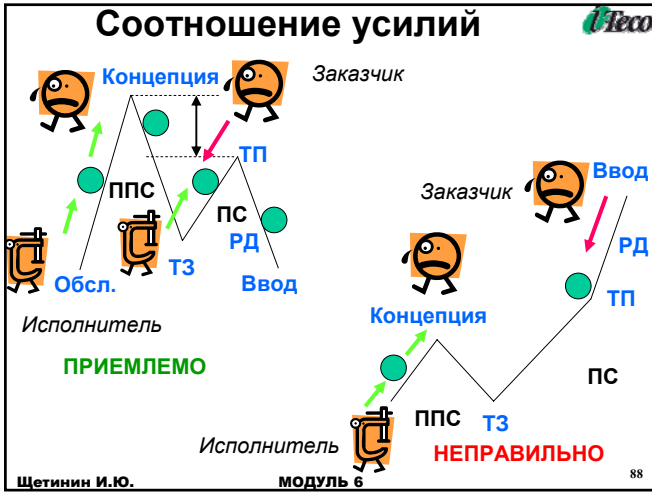 Соотношение усилий
i-Teco
Концепция
Заказчик
ТП
ППС
ПС
РД
Обсл.
ТЗ
Ввод
Исполнитель
ПРИЕМЛЕМО
Заказчик
Ввод
РД
ТП
Концепция
ПС
ППС
ТЗ
Исполнитель
НЕПРАВИЛЬНО
Щетинин И.Ю.
МОДУЛЬ 6
88